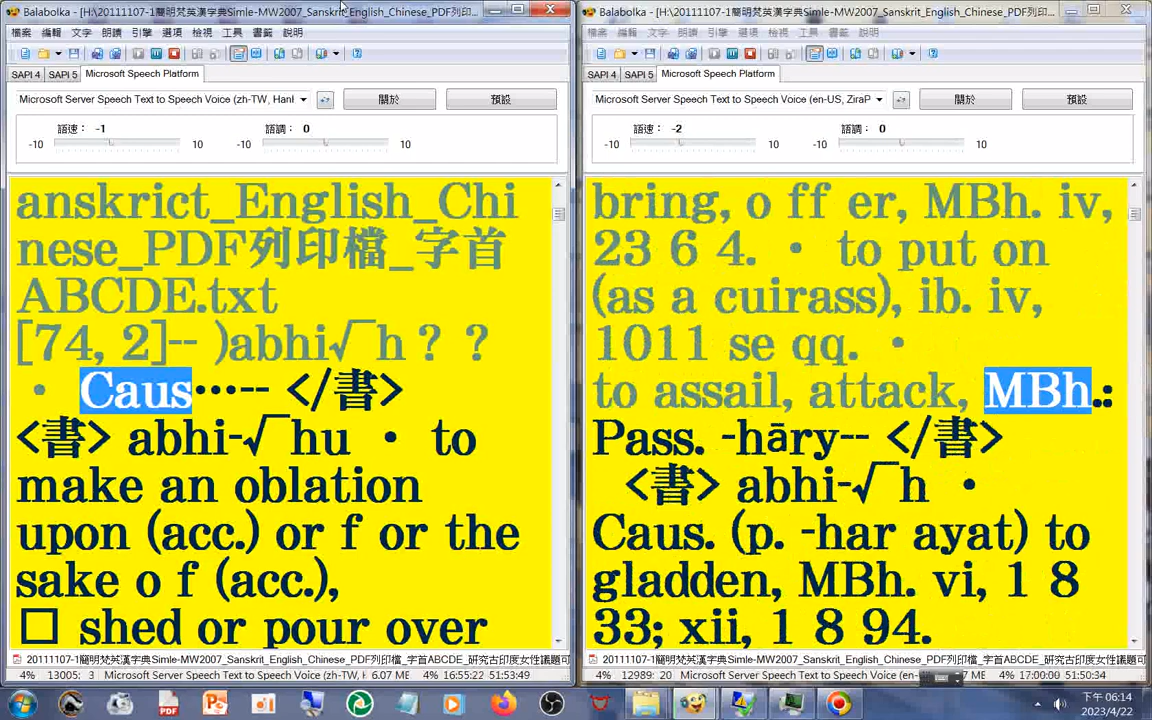 Balabolka - [H:\20111107-1簡明梵英漢字典Simle-MW2007_Sanskrit_English_Chinese_PDF列印...
檔案 編輯 文字 朗讀 引擎 選項 檢視 工具 書籤 說明
SAPI 4 SAPI 5 Microsoft Speech Platform
Microsoft Server Speech Text to Speech Voice (zh-TW, HanH
關於 預設
語速： -1 語調： 0
-10 10 -10 10
anskrict_English_Chi
nese_PDF列印檔_字首
ABCDE.txt
[74, 2]-- )abhi√h？？
• Caus…-- </書>
<書> abhi-√hu • to
make an oblation
upon (acc.) or f or the
sake o f (acc.),
□ shed or pour over
20111107-1簡明梵英漢字典Simle-MW2007_Sanskrit_English_Chinese_PDF列印檔_字首ABCDE_研究古印度女性議題可
4% 13005: 3 Microsoft Server Speech Text to Speech Voice (zh-TW, H 6.07 MB 4% 16:55:22 51:53:49
Balabolka - [H:\20111107-1簡明梵英漢字典Simle-MW2007_Sanskrit_English_Chinese_PDF列印...
檔案 編輯 文字 朗讀 引擎 選項 檢視 工具 書籤 說明
SAPI 4 SAPI 5 Microsoft Speech Platform
Microsoft Server Speech Text to Speech Voice (en-US, ZiraP
關於 預設
語速： -2 語調： 0
-10 10 -10 10
bring, o ff er, MBh. iv,
23 6 4. • to put on
(as a cuirass), ib. iv,
1011 se qq. •
to assail, attack, MBh.:
Pass. -hāry-- </書>
<書> abhi-√h •
Caus. (p. -har ayat) to
gladden, MBh. vi, 1 8
33; xii, 1 8 94.
20111107-1簡明梵英漢字典Simle-MW2007_Sanskrit_English_Chinese_PDF列印檔_字首ABCDE_研究古印度女性議題可
4% 12989: 20 Microsoft Server Speech Text to Speech Voice (en-US 4% 17:00:00 51:50:34
下午 06:14
2023/4/22